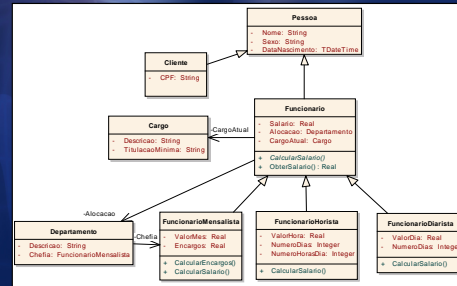 Pessoa
- Nome: String
- Sexo: String
- DataNascimento: TDateTime
Cliente
- CPF: String
Funcionario
- Salario: Real
- Alocacao: Departamento
- CargoAtual: Cargo
+ CalcularSalario()
+ ObterSalario() : Real
Cargo
- Descricao: String
- TitulacaoMinima: String
-CargoAtual
-Alocacao
Departamento
- Descricao: String
- Chefia: FuncionarioMensalista
-Chefia
FuncionarioMensalista
- ValorMes: Real
- Encargos: Real
+ CalcularEncargos()
+ CalcularSalario()
FuncionarioHorista
- ValorHora: Real
- NumeroDias: Integer
- NumeroHorasDia: Integer
+ CalcularSalario()
FuncionarioDiarista
- ValorDia: Real
- NumeroDias: Integer
+ CalcularSalario()